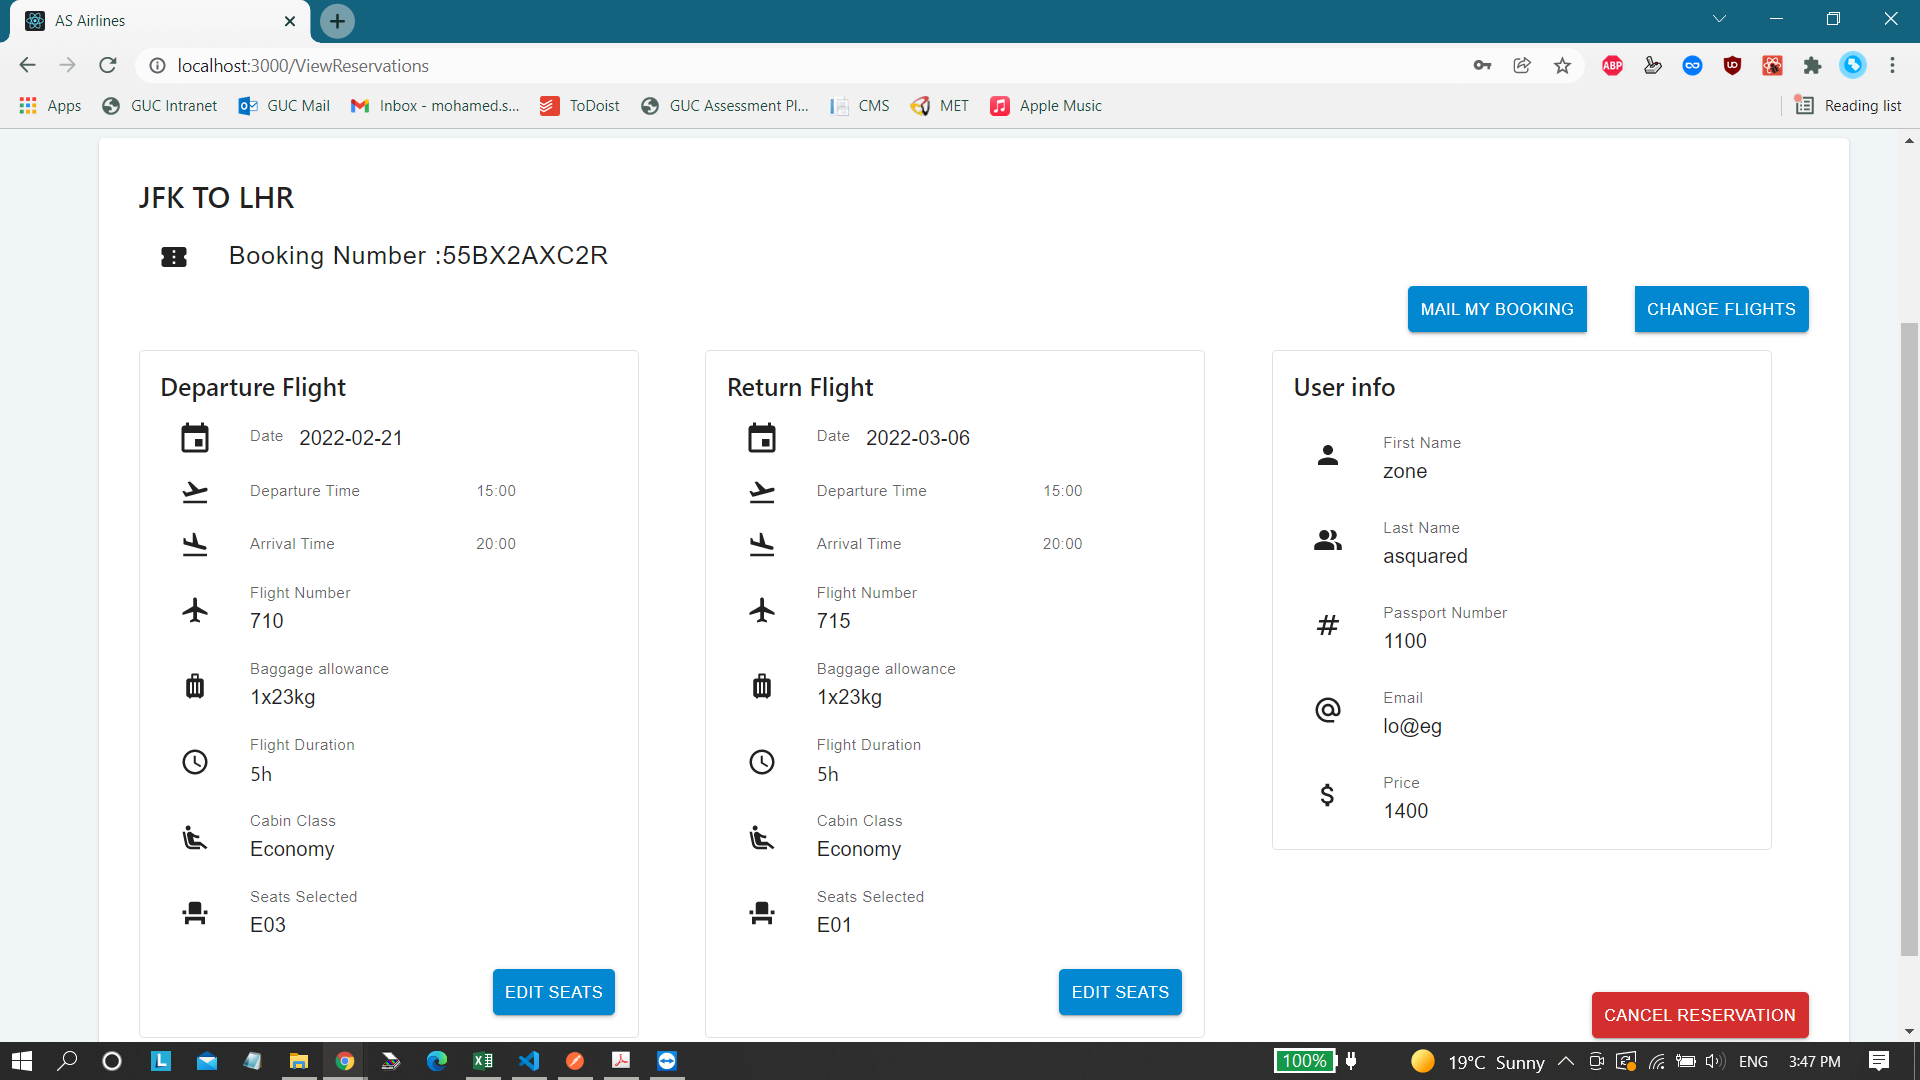 AS Airlines
localhost:3000/ViewReservations
ABP
Apps
GUC Intranet
GUC Mail
Inbox - mohamed.s...
ToDoist
GUC Assessment Pl...
CMS
MET
Apple Music
Reading list
JFK TO LHR
Booking Number :55BX2AXC2R
MAIL MY BOOKING
CHANGE FLIGHTS
Departure Flight
Date 2022-02-21
Departure Time 15:00
Arrival Time 20:00
Flight Number
710
Baggage allowance
1x23kg
Flight Duration
5h
Cabin Class
Economy
Seats Selected
E03
EDIT SEATS
Return Flight
Date 2022-03-06
Departure Time 15:00
Arrival Time 20:00
Flight Number
715
Baggage allowance
1x23kg
Flight Duration
5h
Cabin Class
Economy
Seats Selected
E01
EDIT SEATS
User info
First Name
zone
Last Name
asquared
Passport Number
1100
Email
lo@eg
Price
1400
CANCEL RESERVATION
100%
19°C Sunny
ENG
3:47 PM